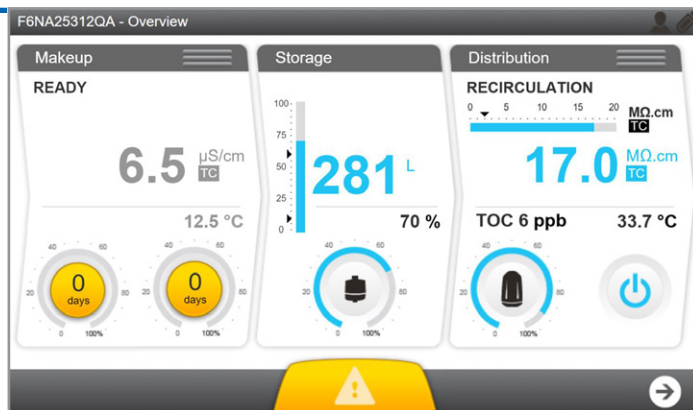 F6NA25312QA - Overview
Makeup
READY
6.5 µS/cm
TC
12.5 °C
0
days
20 40 60 80
0 100%
0
days
20 40 60 80
0 100%
Storage
100
75
50
25
0
281 L
70 %
20 40 60 80
0 100%
Distribution
RECIRCULATION
0 5 10 15 20 MΩ.cm
TC
17.0 MΩ.cm
TC
TOC 6 ppb 33.7 °C
20 40 60 80
0 100%